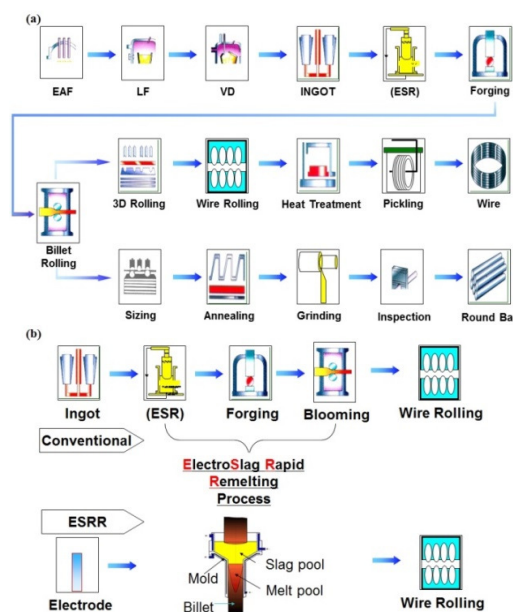 (a)
EAF
LF
VD
INGOT
(ESR)
Forging
3D Rolling
Wire Rolling
Heat Treatment
Pickling
Wire
Billet
Rolling
Sizing
Annealing
Grinding
Inspection
Round Ba
(b)
Ingot
(ESR)
Forging
Blooming
Wire Rolling
Conventional
ElectroSlag Rapid
Remelting
Process
ESRR
Slag pool
Mold
Melt pool
Electrode
Billet
Wire Rolling